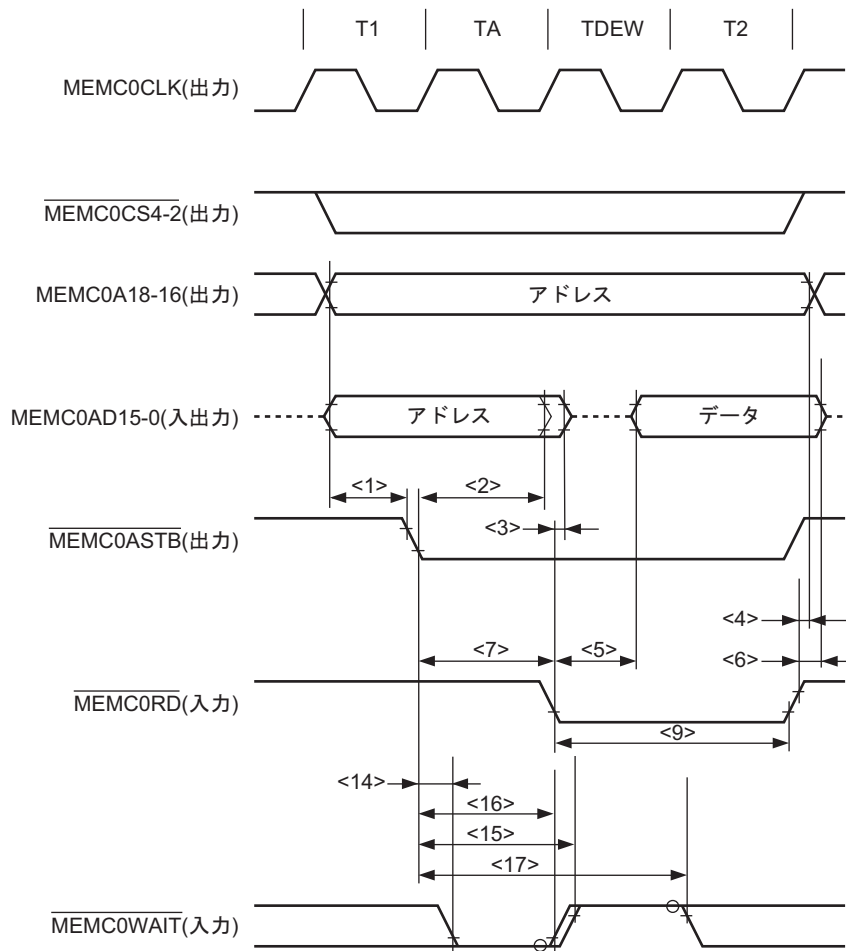 T1 TA TDEW T2
MEMC0CLK(出力)
MEMC0CS4-2(出力)
MEMC0A18-16(出力)
アドレス
MEMC0AD15-0(入出力)
アドレス
データ
<1>
<2>
<3>
MEMC0ASTB(出力)
<4>
<7>
<5>
<6>
MEMC0RD(入力)
<9>
<14>
<16>
<15>
<17>
MEMC0WAIT(入力)